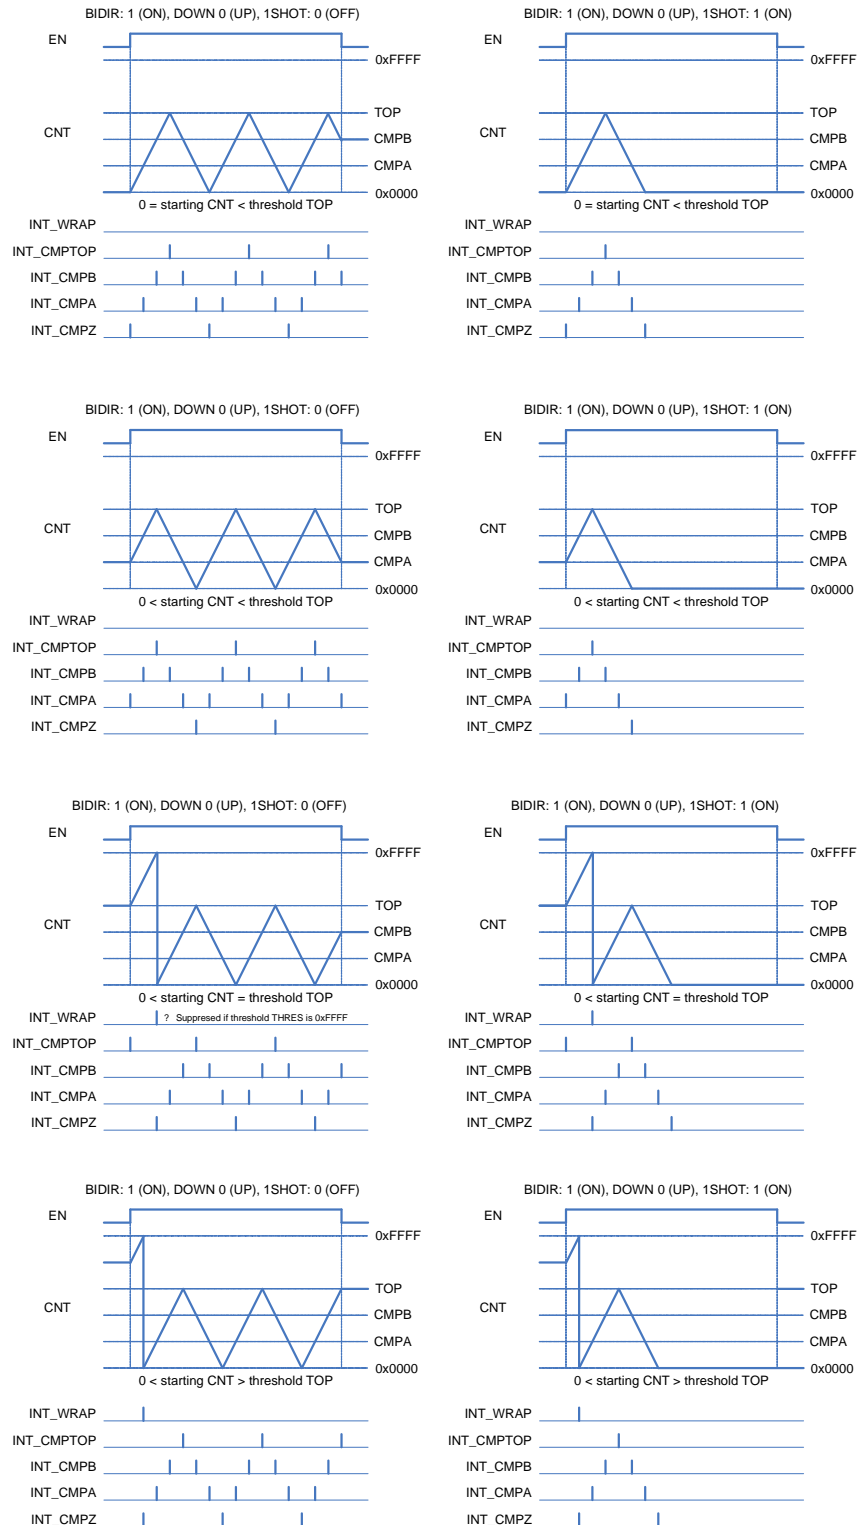 BIDIR: 1 (ON), DOWN 0 (UP), 1SHOT: 0 (OFF)
EN
0xFFFF
TOP
CNT
CMPB
CMPA
0x0000
0 = starting CNT < threshold TOP
INT_WRAP
INT_CMPTOP
INT_CMPB
INT_CMPA
INT_CMPZ
BIDIR: 1 (ON), DOWN 0 (UP), 1SHOT: 1 (ON)
EN
0xFFFF
TOP
CNT
CMPB
CMPA
0x0000
0 = starting CNT < threshold TOP
INT_WRAP
INT_CMPTOP
INT_CMPB
INT_CMPA
INT_CMPZ
BIDIR: 1 (ON), DOWN 0 (UP), 1SHOT: 0 (OFF)
EN
0xFFFF
TOP
CNT
CMPB
CMPA
0x0000
0 < starting CNT < threshold TOP
INT_WRAP
INT_CMPTOP
INT_CMPB
INT_CMPA
INT_CMPZ
BIDIR: 1 (ON), DOWN 0 (UP), 1SHOT: 1 (ON)
EN
0xFFFF
TOP
CNT
CMPB
CMPA
0x0000
0 < starting CNT < threshold TOP
INT_WRAP
INT_CMPTOP
INT_CMPB
INT_CMPA
INT_CMPZ
BIDIR: 1 (ON), DOWN 0 (UP), 1SHOT: 0 (OFF)
EN
0xFFFF
TOP
CNT
CMPB
CMPA
0x0000
0 < starting CNT = threshold TOP
INT_WRAP
? Suppresed if threshold THRES is 0xFFFF
INT_CMPTOP
INT_CMPB
INT_CMPA
INT_CMPZ
BIDIR: 1 (ON), DOWN 0 (UP), 1SHOT: 1 (ON)
EN
0xFFFF
TOP
CNT
CMPB
CMPA
0x0000
0 < starting CNT = threshold TOP
INT_WRAP
INT_CMPTOP
INT_CMPB
INT_CMPA
INT_CMPZ
BIDIR: 1 (ON), DOWN 0 (UP), 1SHOT: 0 (OFF)
EN
0xFFFF
TOP
CNT
CMPB
CMPA
0x0000
0 < starting CNT > threshold TOP
INT_WRAP
INT_CMPTOP
INT_CMPB
INT_CMPA
INT_CMPZ
BIDIR: 1 (ON), DOWN 0 (UP), 1SHOT: 1 (ON)
EN
0xFFFF
TOP
CNT
CMPB
CMPA
0x0000
0 < starting CNT > threshold TOP
INT_WRAP
INT_CMPTOP
INT_CMPB
INT_CMPA
INT_CMPZ